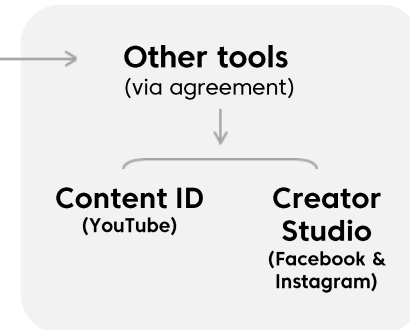 Other tools
(via agreement)
Content ID
(YouTube)
Creator
Studio
(Facebook &
Instagram)